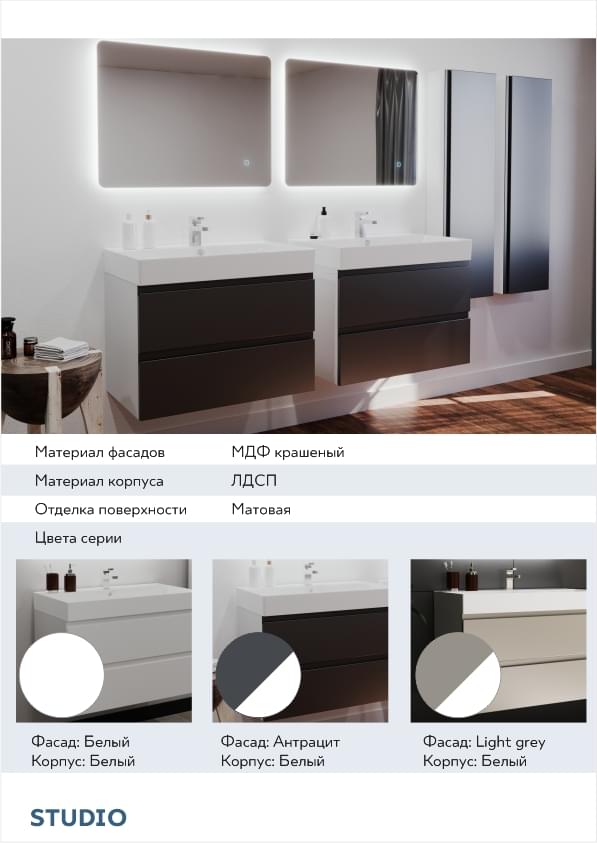 Материал фасадов МДФ крашеный
Материал корпуса ЛДСП
Отделка поверхности Матовая
Цвета серии
Фасад: Белый
Корпус: Белый
Фасад: Антрацит
Корпус: Белый
Фасад: Light grey
Корпус: Белый
STUDIO